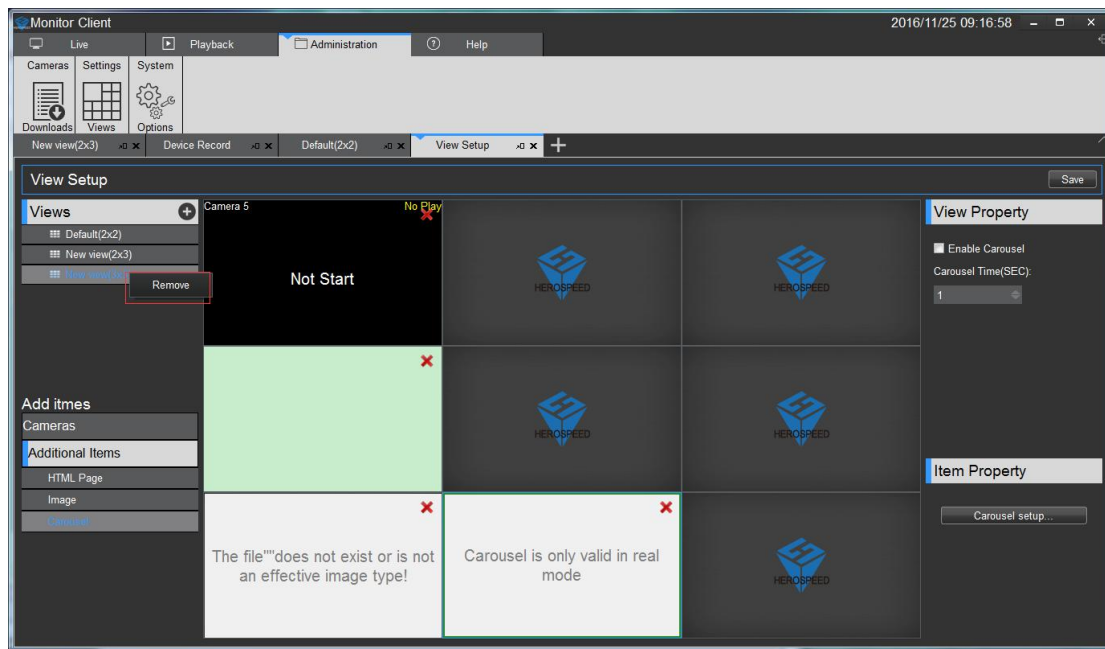 Monitor Client
2016/11/25 09:16:58
Live
Playback
Administration
Help
Cameras
Settings
System
Downloads
Views
Options
New view(2x3)
Device Record
Default(2x2)
View Setup
View Setup
Save
Views
Default(2x2)
New view(2x3)
Remove
Camera 5
No Play
Not Start
HEROSPEED
HEROSPEED
HEROSPEED
HEROSPEED
The file""does not exist or is not
an effective image type!
Carousel is only valid in real
mode
HEROSPEED
Add itmes
Cameras
Additional Items
HTML Page
Image
Carousel
View Property
Enable Carousel
Carousel Time(SEC):
1
Item Property
Carousel setup...